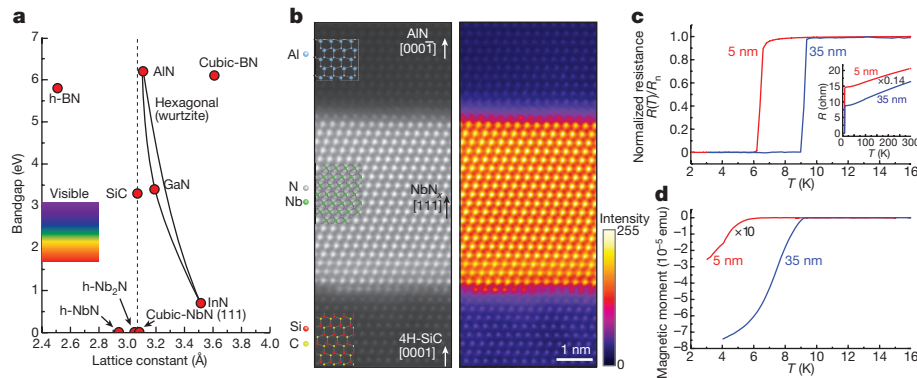 a
Bandgap (eV)
7
6
5
4
3
2
1
0
2.4 2.6 3.0 3.4 3.8 4.2
Lattice constant (Å)
AlN
Cubic-BN
h-BN
Hexagonal
(wurtzite)
GaN
SiC
Visible
InN
h-Nb2N
h-NbN
Cubic-NbN (111)
b
Al
N
Nb
Si
C
AlN
[0001̅]
NbNx
[111]
4H-SiC
[0001]
Intensity
255
0
1 nm
c
Normalized resistance
R(T)/Rn
1.0
0.8
0.6
0.4
0.2
0
2 4 6 8 10 12 14 16
T (K)
5 nm
35 nm
R (ohm)
20
15
10
5
0
0 100 200 300
T (K)
5 nm
×0.14
35 nm
d
Magnetic moment (10⁻⁵ emu)
0
−1
−2
−3
−4
−5
−6
−7
−8
2 4 6 8 10 12 14 16
T (K)
×10
5 nm
35 nm